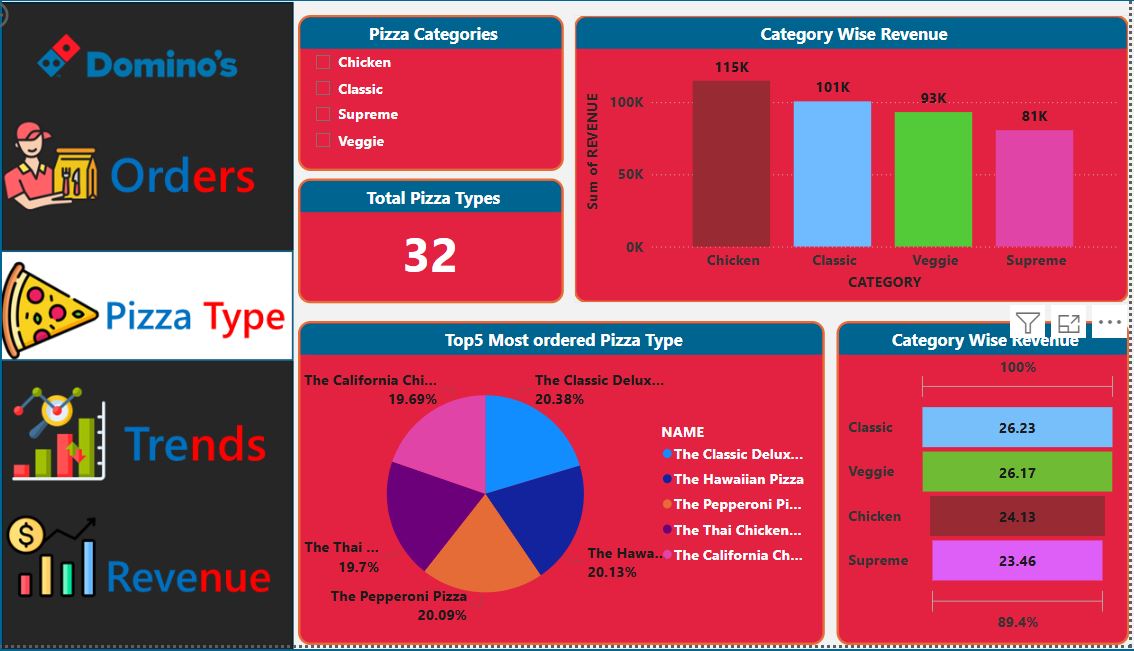 Domino's
Orders
Pizza Type
Trends
Revenue
Pizza Categories
Chicken
Classic
Supreme
Veggie
Total Pizza Types
32
Category Wise Revenue
Sum of REVENUE
100K
50K
0K
115K
101K
93K
81K
Chicken
Classic
Veggie
Supreme
CATEGORY
Top5 Most ordered Pizza Type
The California Chi...
19.69%
The Classic Delux...
20.38%
The Thai ...
19.7%
The Hawa...
20.13%
The Pepperoni Pizza
20.09%
NAME
The Classic Delux...
The Hawaiian Pizza
The Pepperoni Pi...
The Thai Chicken...
The California Ch...
Category Wise Revenue
100%
Classic
26.23
Veggie
26.17
Chicken
24.13
Supreme
23.46
89.4%